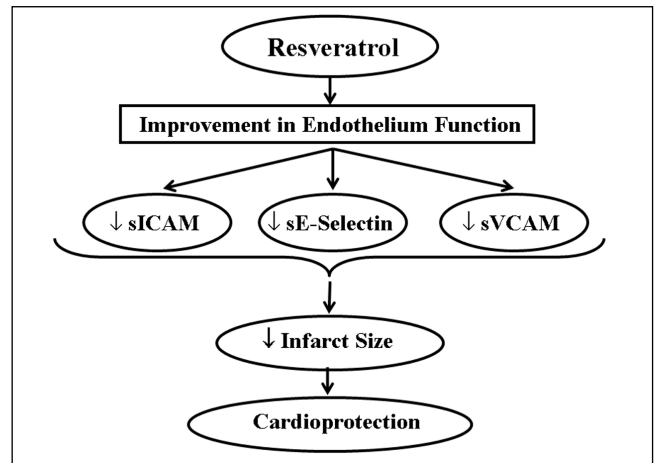 Resveratrol
Improvement in Endothelium Function
↓ sICAM
↓ sE-Selectin
↓ sVCAM
↓ Infarct Size
Cardioprotection